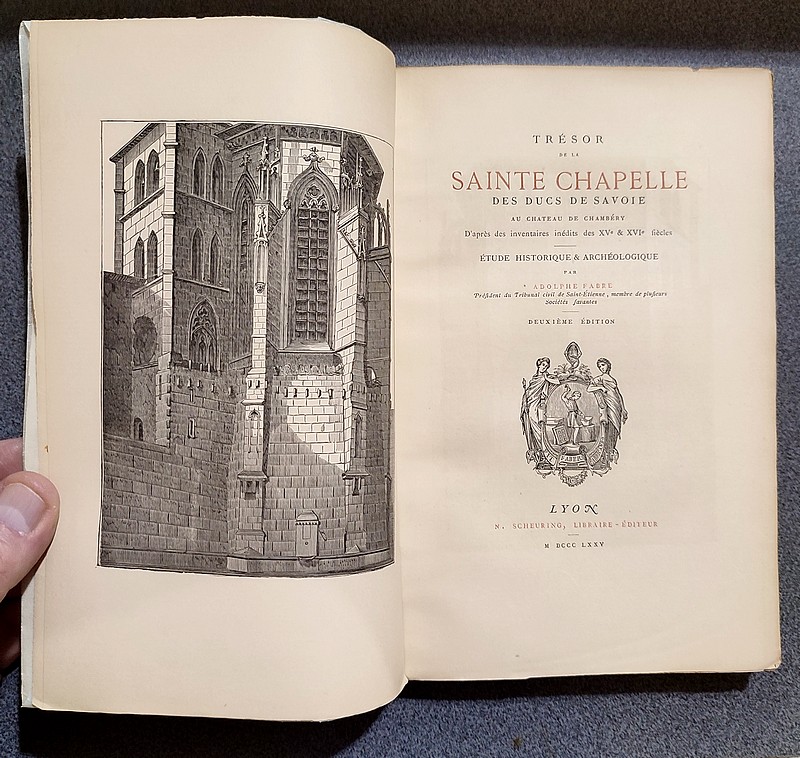 TRÉSOR
DE LA
SAINTE CHAPELLE
DES DUCS DE SAVOIE
AU CHATEAU DE CHAMBÉRY
D'après des inventaires inédits des XVe & XVIe ſiècles
ÉTUDE HISTORIQUE & ARCHÉOLOGIQUE
PAR
ADOLPHE FABRE
Préſident du Tribunal civil de Saint-Étienne, membre de pluſieurs
Sociétés ſavantes
DEUXIÈME ÉDITION
FABRE
LYON
N. SCHEURING, LIBRAIRE-ÉDITEUR
M DCCC LXXV